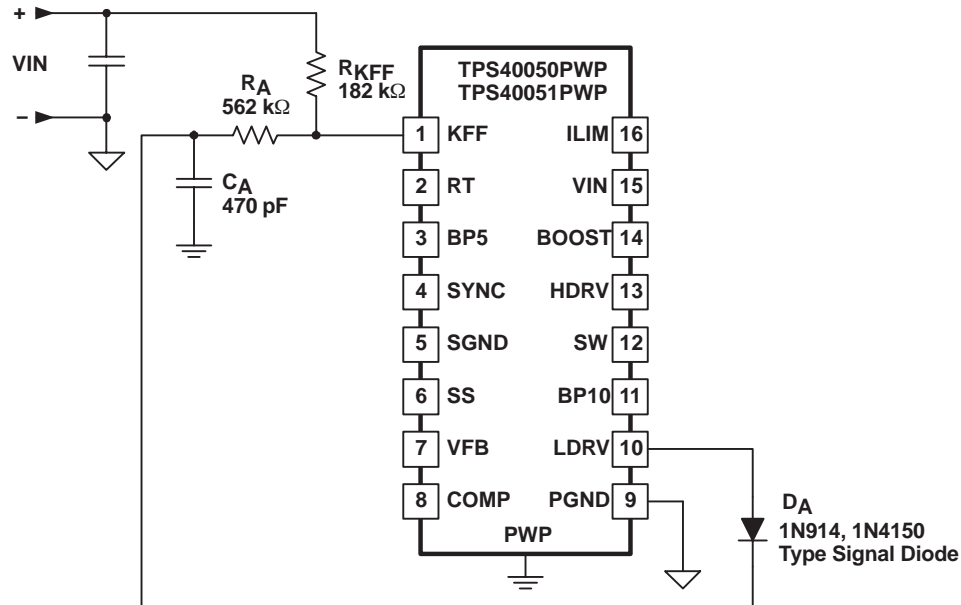 +
VIN
−
RA
562 kΩ
RKFF
182 kΩ
CA
470 pF
TPS40050PWP
TPS40051PWP
1 KFF
ILIM 16
2 RT
VIN 15
3 BP5
BOOST 14
4 SYNC
HDRV 13
5 SGND
SW 12
6 SS
BP10 11
7 VFB
LDRV 10
8 COMP
PGND 9
PWP
DA
1N914, 1N4150
Type Signal Diode